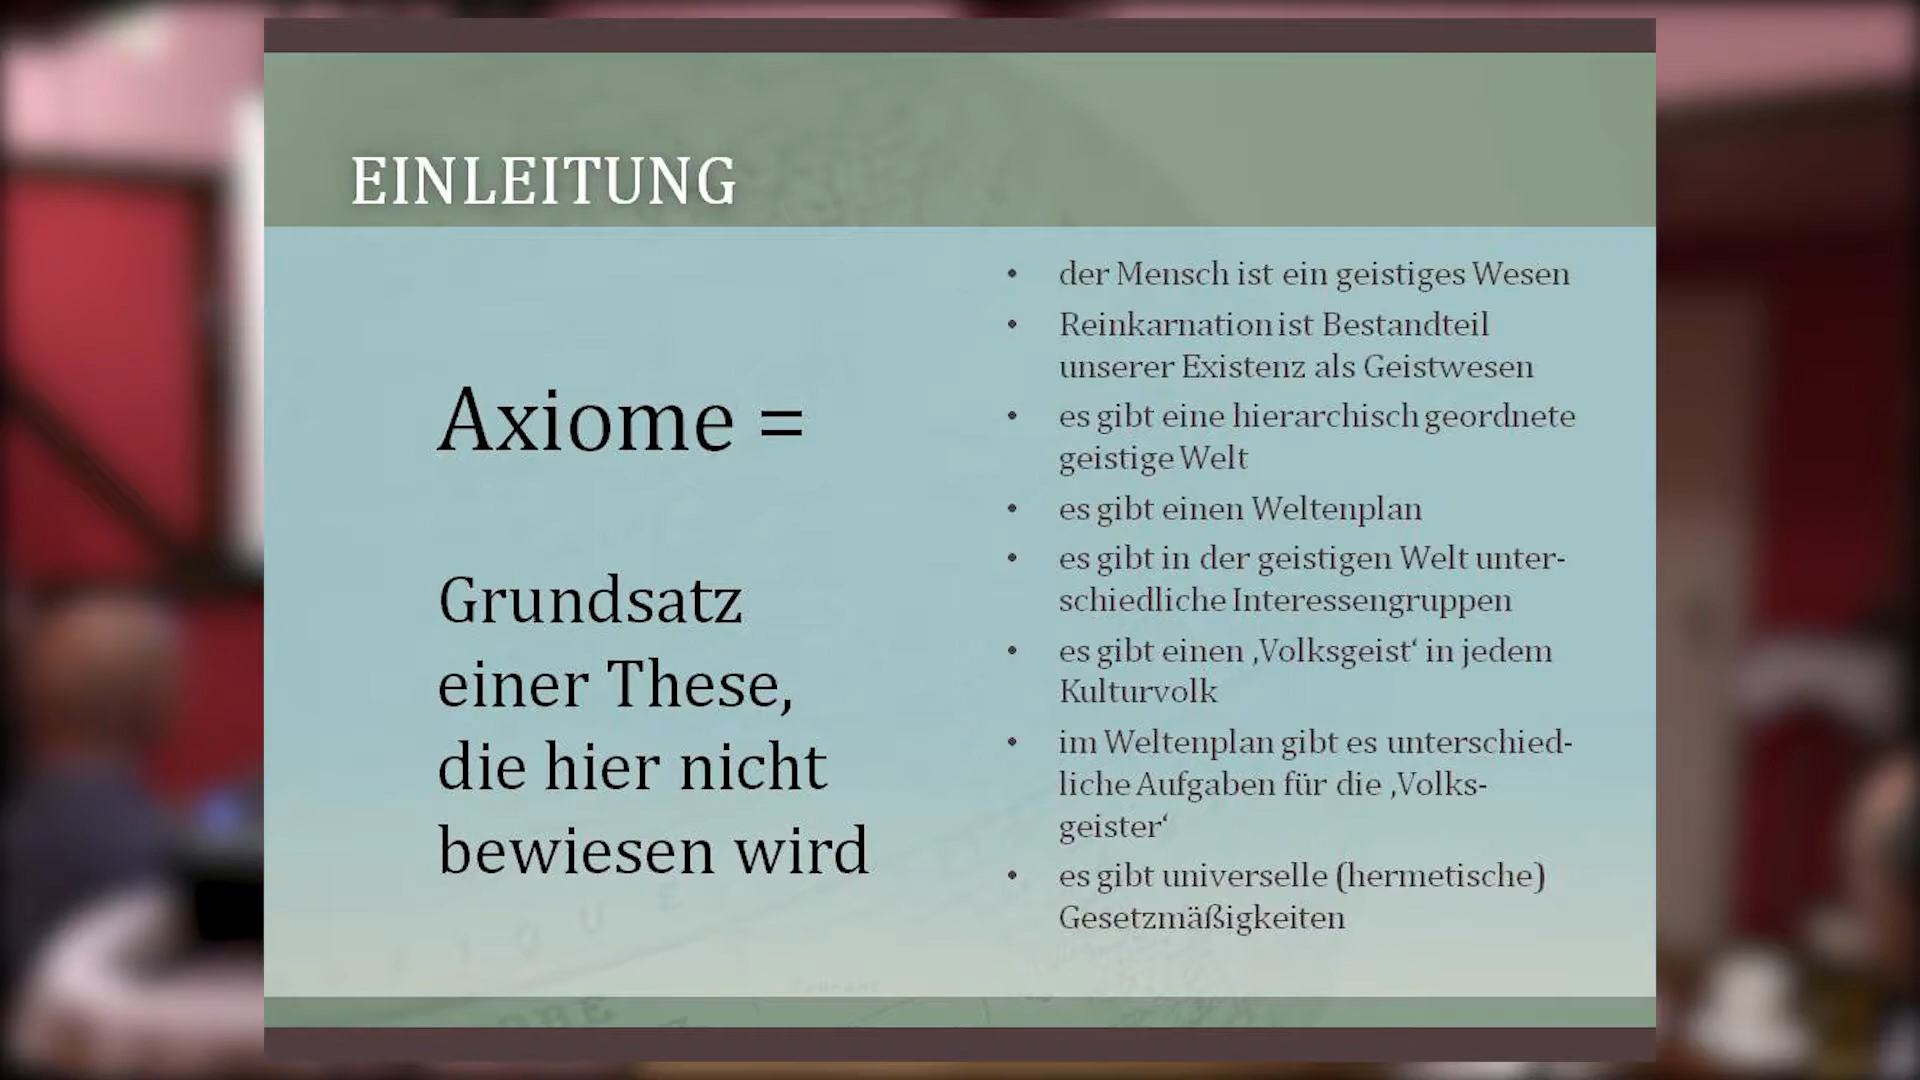 EINLEITUNG
Axiome =
Grundsatz
einer These,
die hier nicht
bewiesen wird
• der Mensch ist ein geistiges Wesen
• Reinkarnation ist Bestandteil
unserer Existenz als Geistwesen
• es gibt eine hierarchisch geordnete
geistige Welt
• es gibt einen Weltenplan
• es gibt in der geistigen Welt unter-
schiedliche Interessengruppen
• es gibt einen ‚Volksgeist‘ in jedem
Kulturvolk
• im Weltenplan gibt es unterschied-
liche Aufgaben für die ‚Volks-
geister‘
• es gibt universelle (hermetische)
Gesetzmäßigkeiten